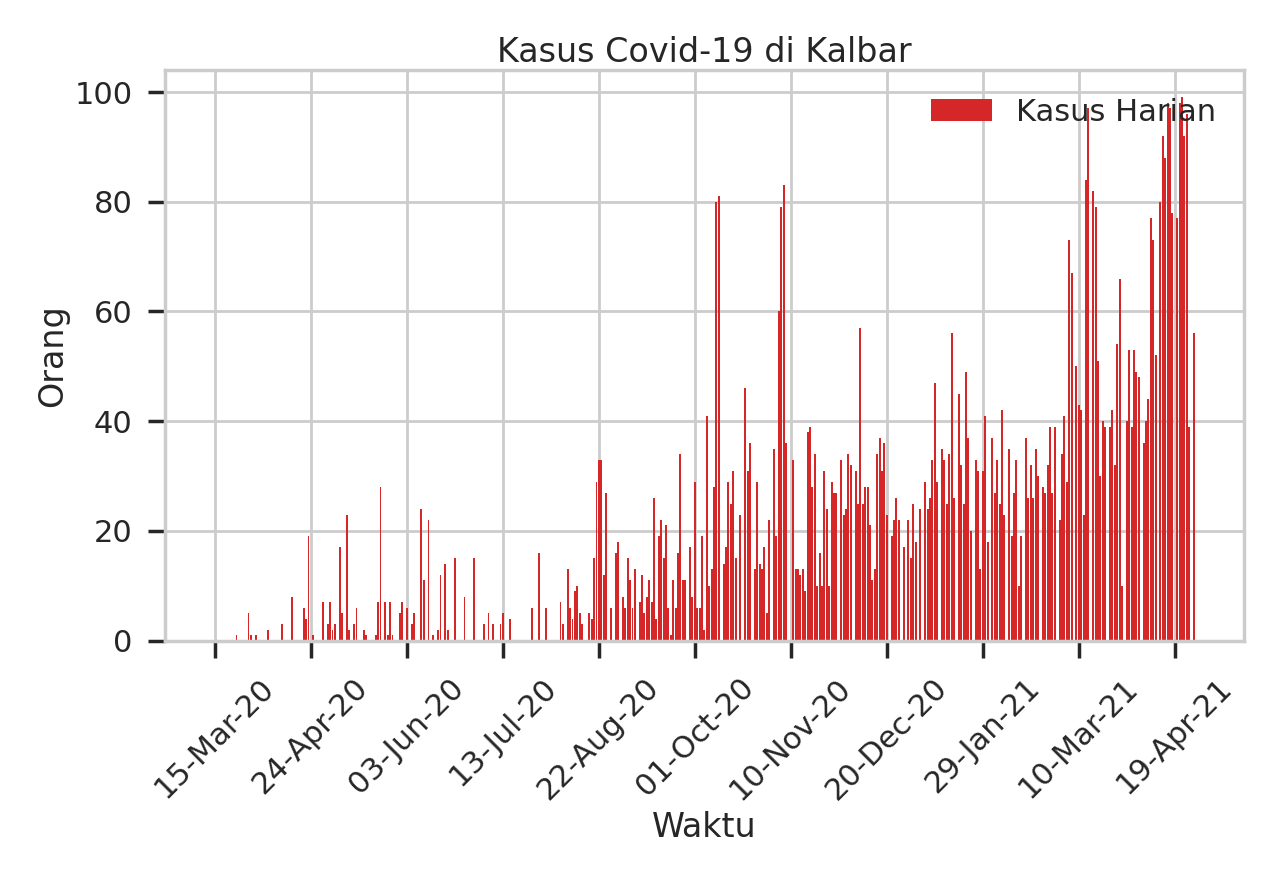 Kasus Covid-19 di Kalbar
Kasus Harian
Orang
100
80
60
40
20
0
15-Mar-20
24-Apr-20
03-Jun-20
13-Jul-20
22-Aug-20
01-Oct-20
10-Nov-20
20-Dec-20
29-Jan-21
10-Mar-21
19-Apr-21
Waktu